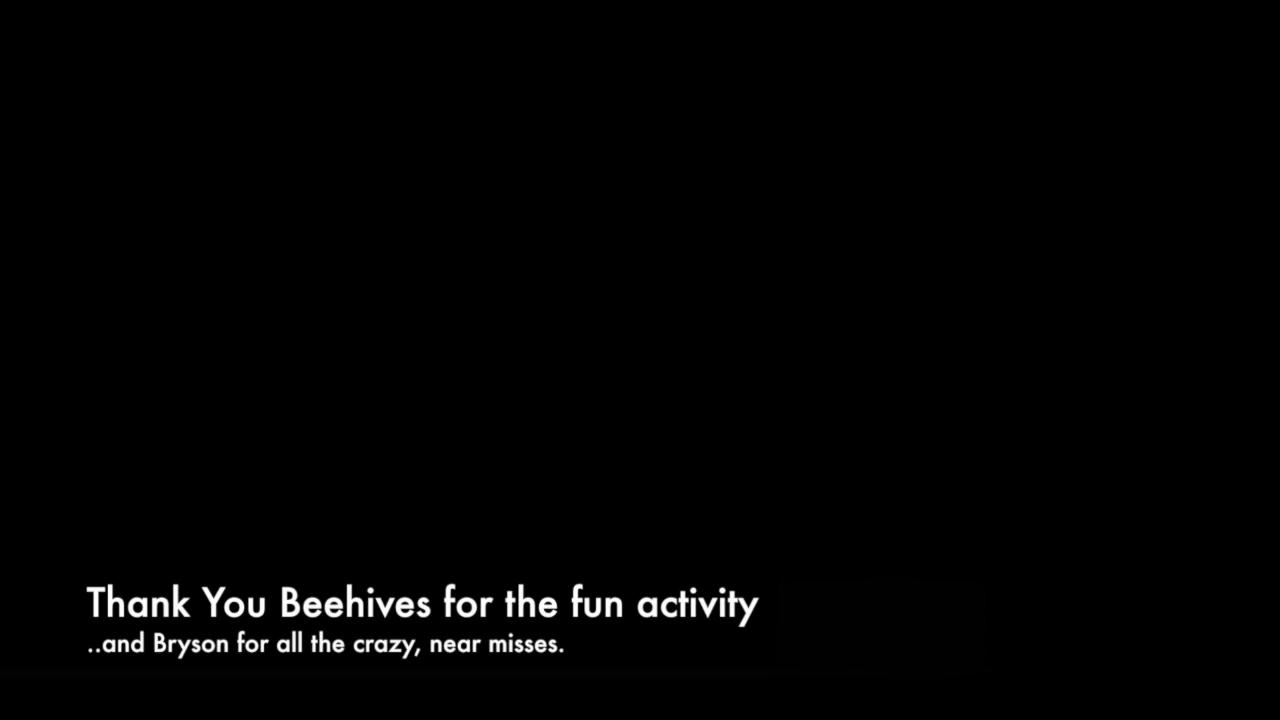 Thank You Beehives for the fun activity
..and Bryson for all the crazy, near misses.